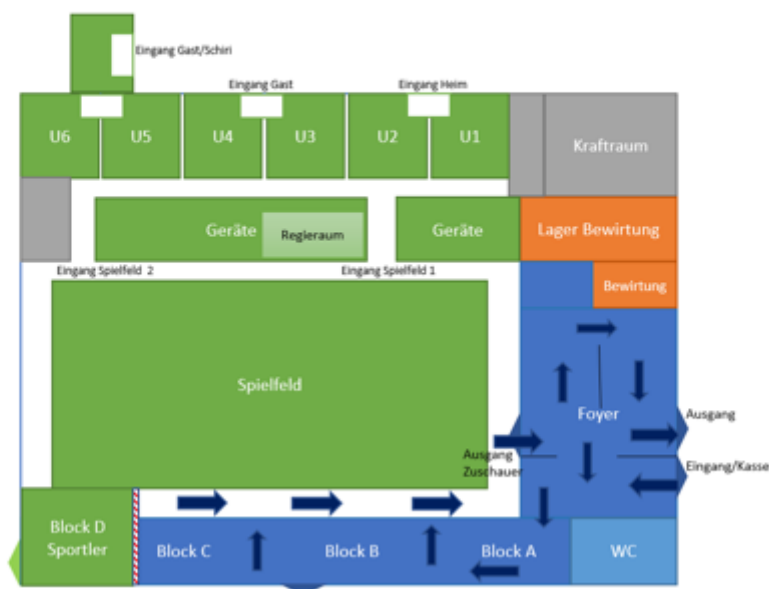 Eingang Gast/Schiri
Eingang Gast
Eingang Heim
U6
U5
U4
U3
U2
U1
Kraftraum
Geräte
Regieraum
Geräte
Lager Bewirtung
Eingang Spielfeld 2
Eingang Spielfeld 1
Bewirtung
Spielfeld
Foyer
Ausgang
Ausgang
Zuschauer
Eingang/Kasse
Block D
Sportler
Block C
Block B
Block A
WC